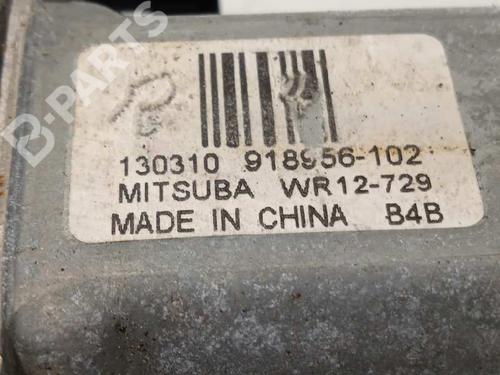 B-PARTS
130310 918956-102
MITSUBA WR12-729
MADE IN CHINA B4B